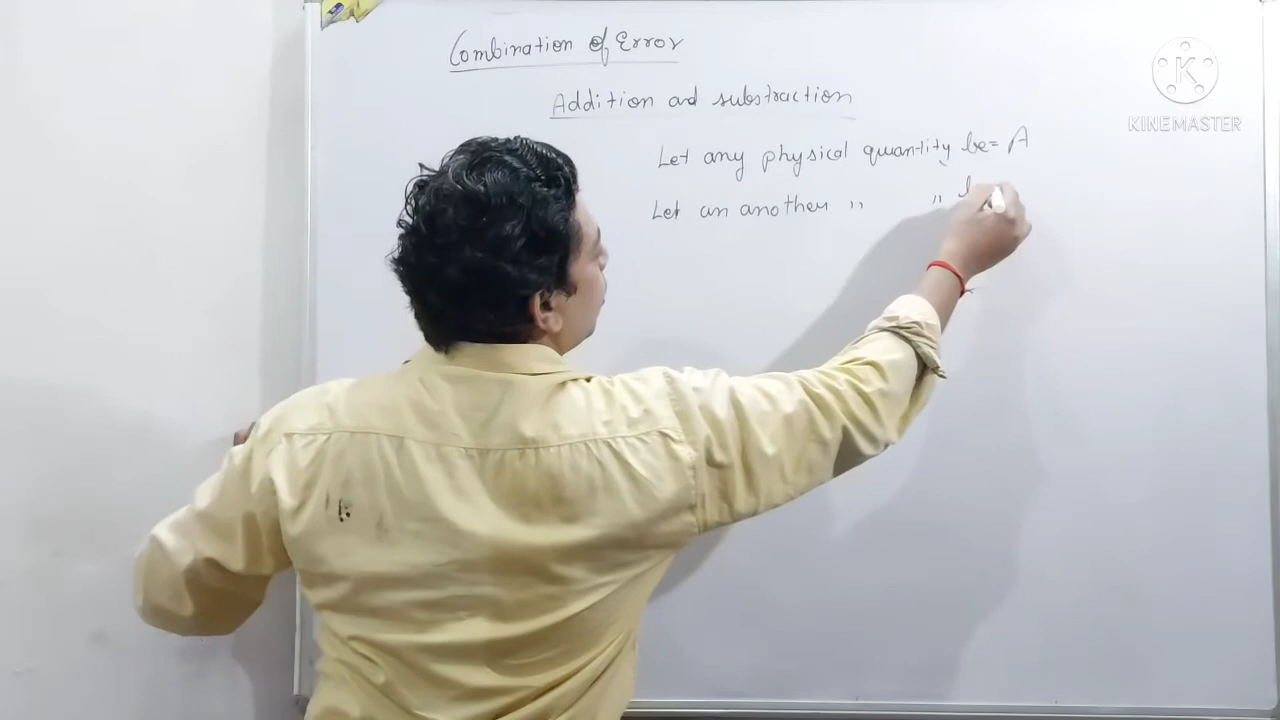 Combination of Error
Addition and substraction
Let any physical quantity be = A
Let an another " "
KINEMASTER